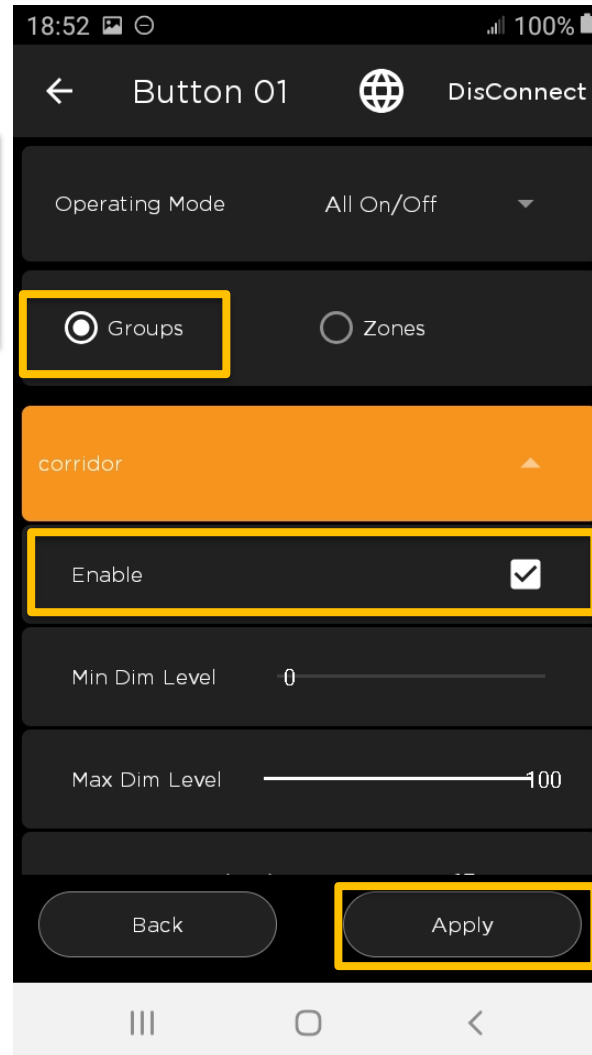 18:52 100%
Button 01 DisConnect
Operating Mode All On/Off
Groups Zones
corridor
Enable
Min Dim Level 0
Max Dim Level 100
Back Apply